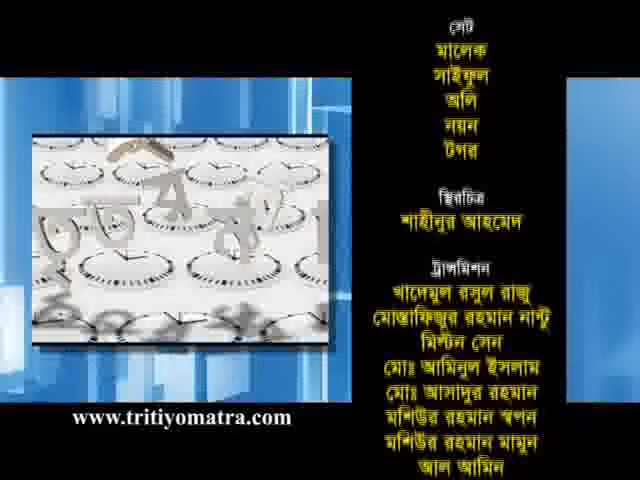 সেট
মালেক
সাইফুল
অলি
নয়ন
টগর
স্থিরচিত্র
শাহীনুর আহমেদ
ট্রান্সমিশন
খাদেমুল রসুল রাজু
মোস্তাফিজুর রহমান নান্টু
মিল্টন সেন
মোঃ আমিনুল ইসলাম
মোঃ আসাদুর রহমান
মশিউর রহমান স্বপন
মশিউর রহমান মামুন
আল আমিন
www.tritiyomatra.com